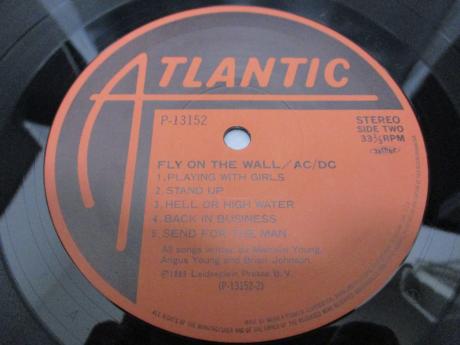 ATLANTIC
P-13152
STEREO
SIDE TWO
33⅓RPM
FLY ON THE WALL/AC/DC
1. PLAYING WITH GIRLS
2. STAND UP
3. HELL OR HIGH WATER
4. BACK IN BUSINESS
5. SEND FOR THE MAN
All songs written by Malcolm Young,
Angus Young and Brian Johnson.
Ⓟ1985 Leidseplein Presse B.V.
(P-13152-2)